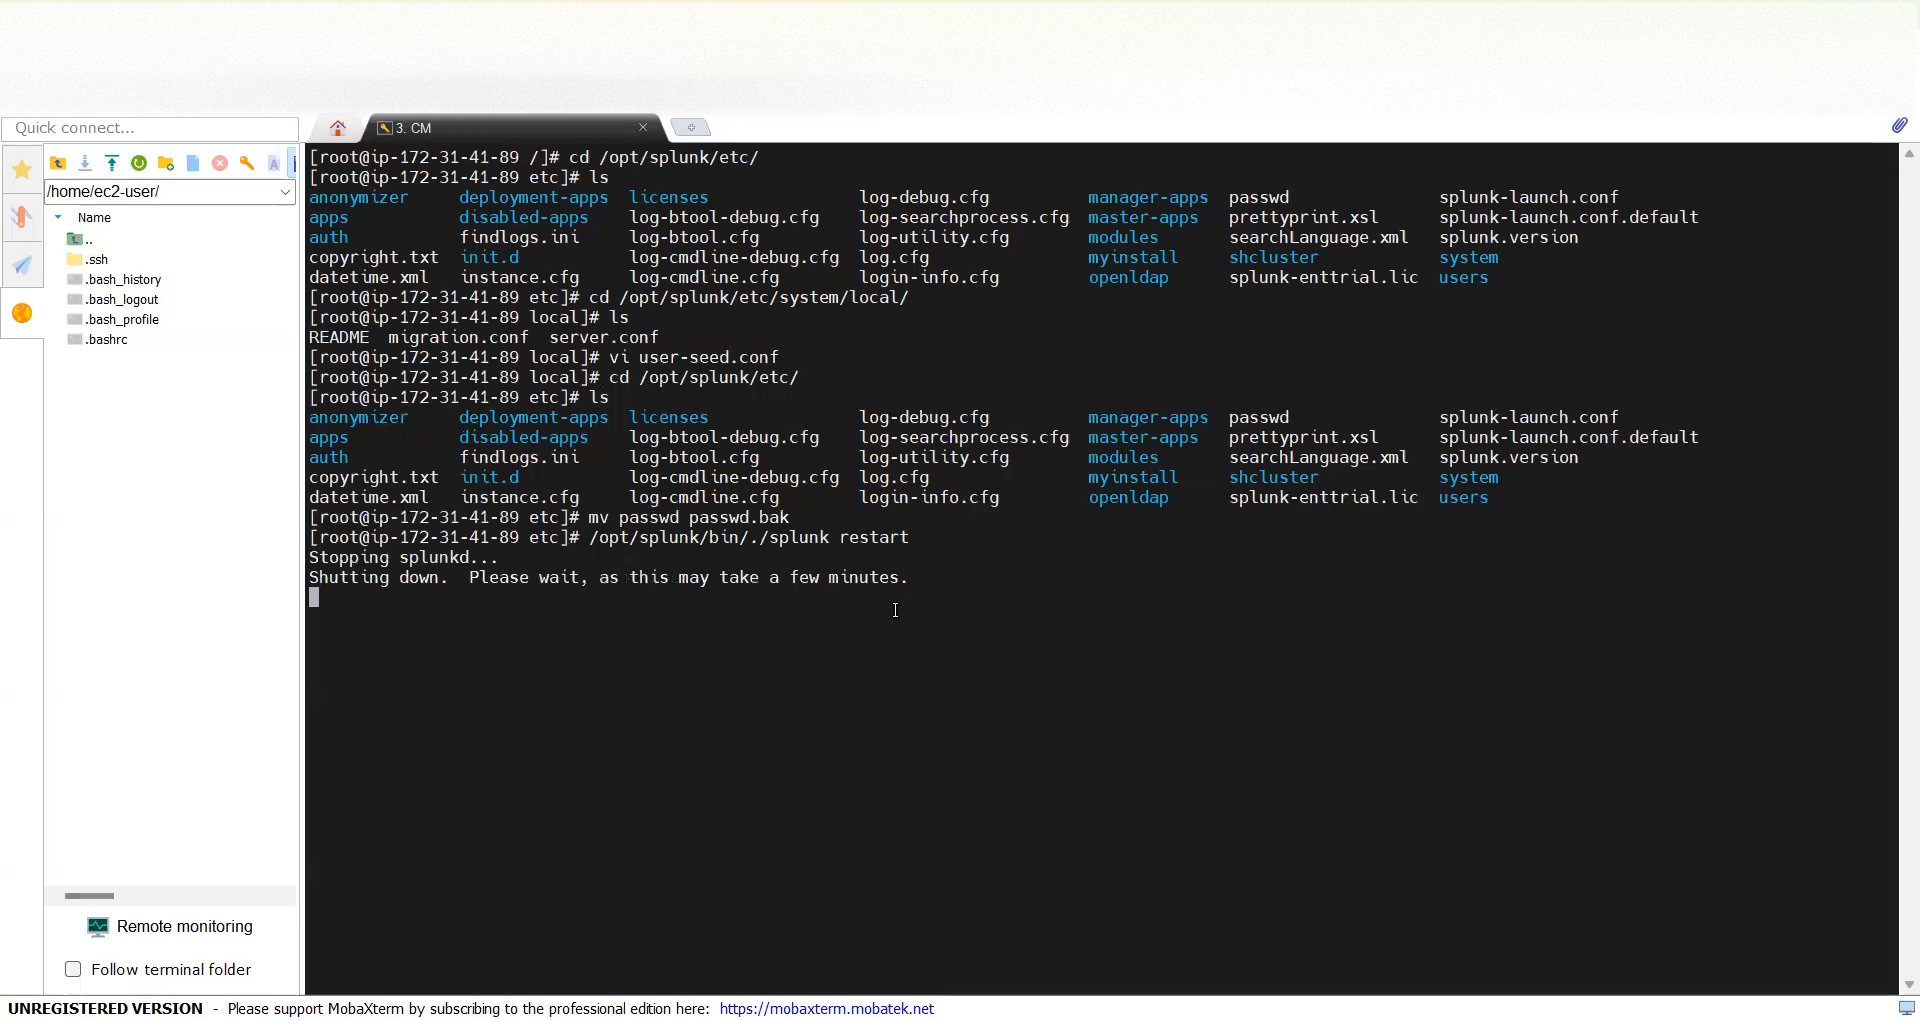 Quick connect...
3. CM
/home/ec2-user/
Name
..
.ssh
.bash_history
.bash_logout
.bash_profile
.bashrc
Remote monitoring
Follow terminal folder
[root@ip-172-31-41-89 /]# cd /opt/splunk/etc/
[root@ip-172-31-41-89 etc]# ls
anonymizer deployment-apps licenses log-debug.cfg manager-apps passwd splunk-launch.conf
apps disabled-apps log-btool-debug.cfg log-searchprocess.cfg master-apps prettyprint.xsl splunk-launch.conf.default
auth findlogs.ini log-btool.cfg log-utility.cfg modules searchLanguage.xml splunk.version
copyright.txt init.d log-cmdline-debug.cfg log.cfg myinstall shcluster system
datetime.xml instance.cfg log-cmdline.cfg login-info.cfg openldap splunk-enttrial.lic users
[root@ip-172-31-41-89 etc]# cd /opt/splunk/etc/system/local/
[root@ip-172-31-41-89 local]# ls
README migration.conf server.conf
[root@ip-172-31-41-89 local]# vi user-seed.conf
[root@ip-172-31-41-89 local]# cd /opt/splunk/etc/
[root@ip-172-31-41-89 etc]# ls
anonymizer deployment-apps licenses log-debug.cfg manager-apps passwd splunk-launch.conf
apps disabled-apps log-btool-debug.cfg log-searchprocess.cfg master-apps prettyprint.xsl splunk-launch.conf.default
auth findlogs.ini log-btool.cfg log-utility.cfg modules searchLanguage.xml splunk.version
copyright.txt init.d log-cmdline-debug.cfg log.cfg myinstall shcluster system
datetime.xml instance.cfg log-cmdline.cfg login-info.cfg openldap splunk-enttrial.lic users
[root@ip-172-31-41-89 etc]# mv passwd passwd.bak
[root@ip-172-31-41-89 etc]# /opt/splunk/bin/./splunk restart
Stopping splunkd...
Shutting down. Please wait, as this may take a few minutes.
UNREGISTERED VERSION - Please support MobaXterm by subscribing to the professional edition here: https://mobaxterm.mobatek.net